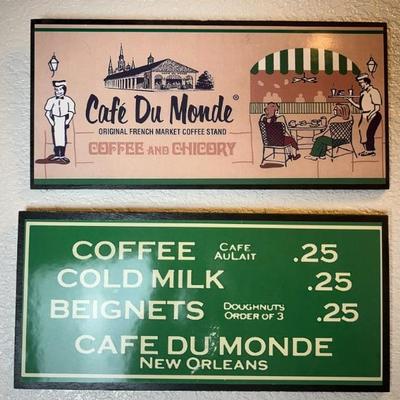 Café Du Monde®
ORIGINAL FRENCH MARKET COFFEE STAND
COFFEE AND CHICORY
COFFEE CAFE AULAIT .25
COLD MILK .25
BEIGNETS DOUGHNUTS ORDER OF 3 .25
CAFE DU MONDE
NEW ORLEANS